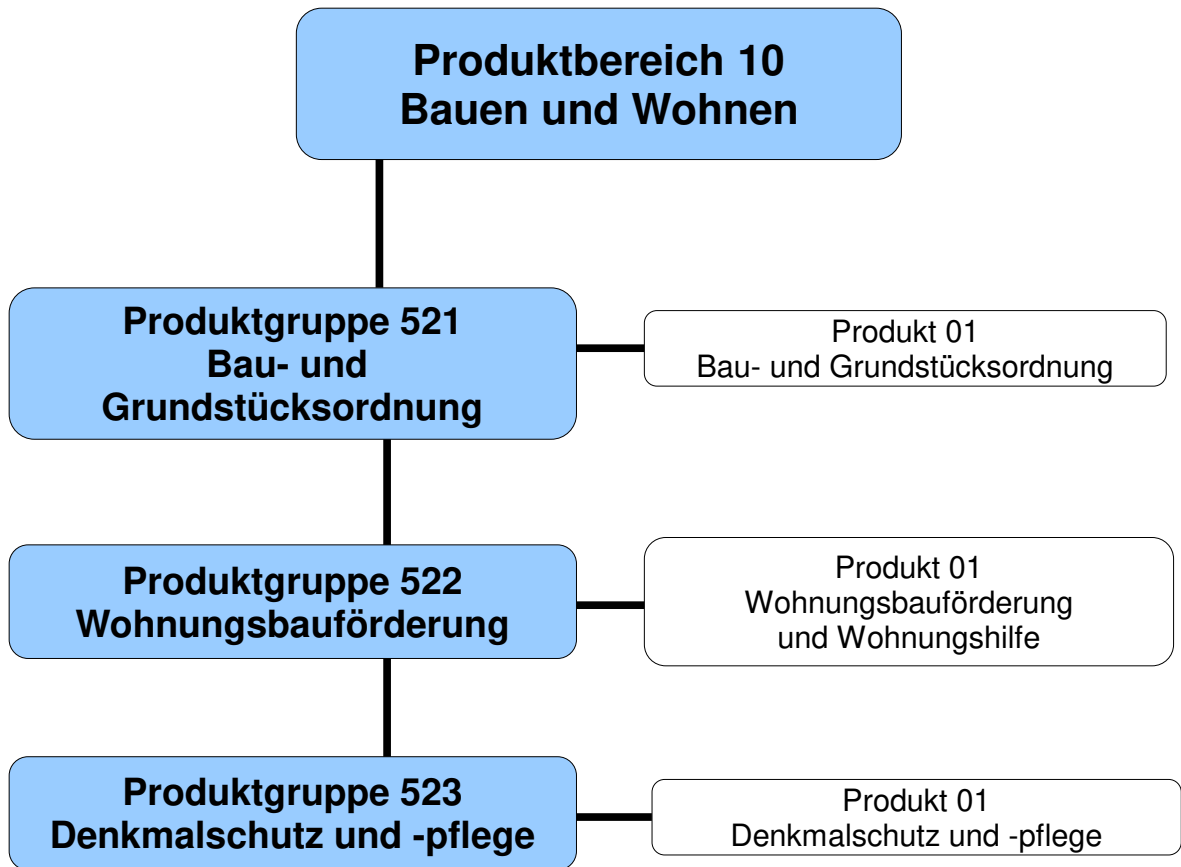 Produktbereich 10
Bauen und Wohnen
Produktgruppe 521
Bau- und
Grundstücksordnung
Produkt 01
Bau- und Grundstücksordnung
Produktgruppe 522
Wohnungsbauförderung
Produkt 01
Wohnungsbauförderung
und Wohnungshilfe
Produktgruppe 523
Denkmalschutz und -pflege
Produkt 01
Denkmalschutz und -pflege